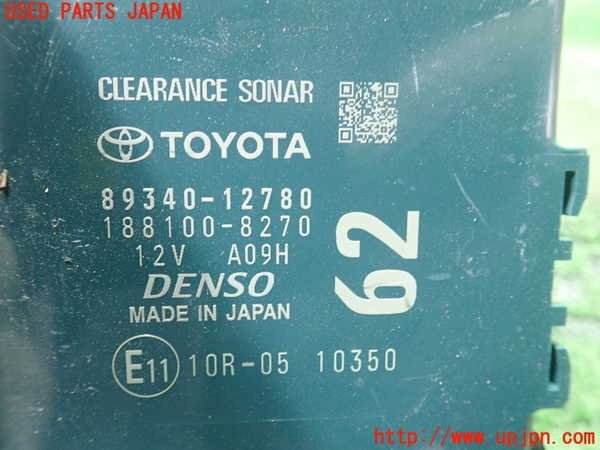 USED PARTS JAPAN
CLEARANCE SONAR
TOYOTA
89340-12780
188100-8270
12V A09H
DENSO
MADE IN JAPAN
62
E11 10R-05 10350
http://www.upjpn.com